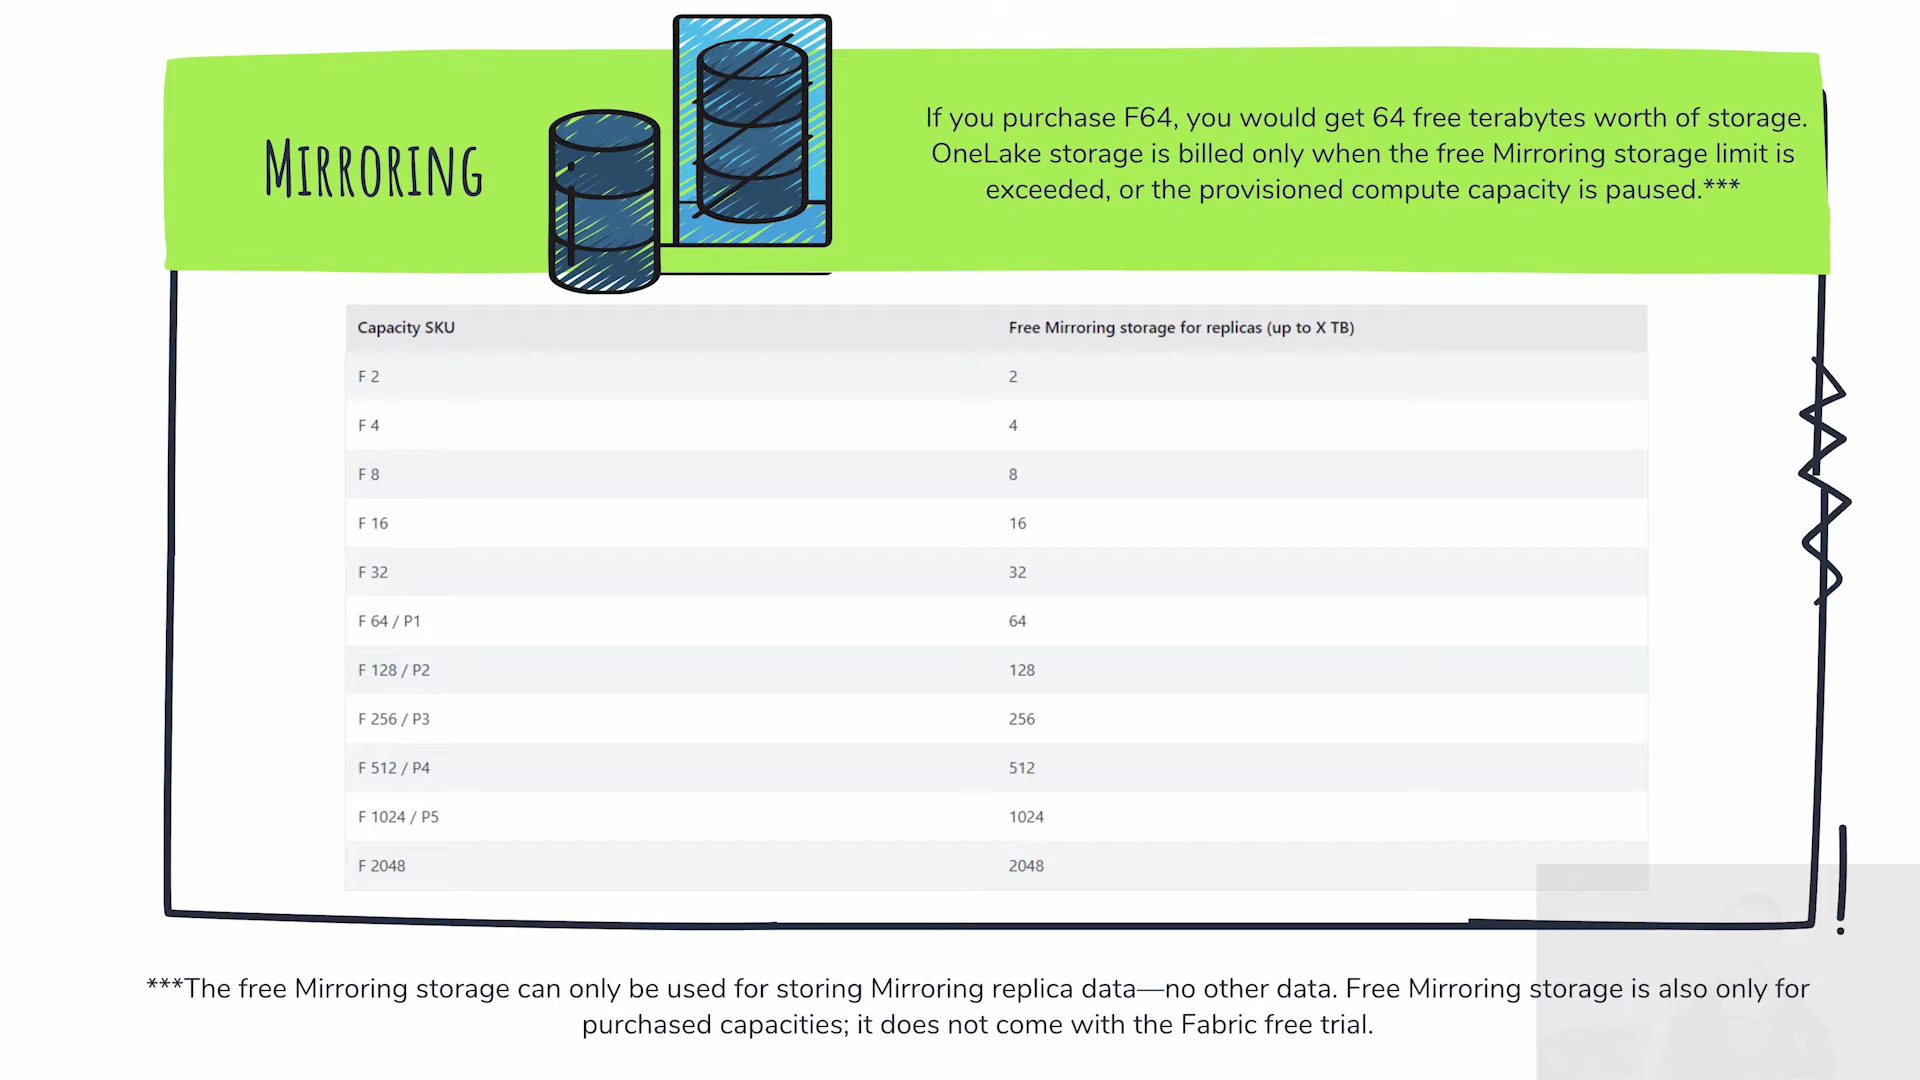 MIRRORING
If you purchase F64, you would get 64 free terabytes worth of storage.
OneLake storage is billed only when the free Mirroring storage limit is
exceeded, or the provisioned compute capacity is paused.***
Capacity SKU Free Mirroring storage for replicas (up to X TB)
F 2 2
F 4 4
F 8 8
F 16 16
F 32 32
F 64 / P1 64
F 128 / P2 128
F 256 / P3 256
F 512 / P4 512
F 1024 / P5 1024
F 2048 2048
***The free Mirroring storage can only be used for storing Mirroring replica data—no other data. Free Mirroring storage is also only for
purchased capacities; it does not come with the Fabric free trial.